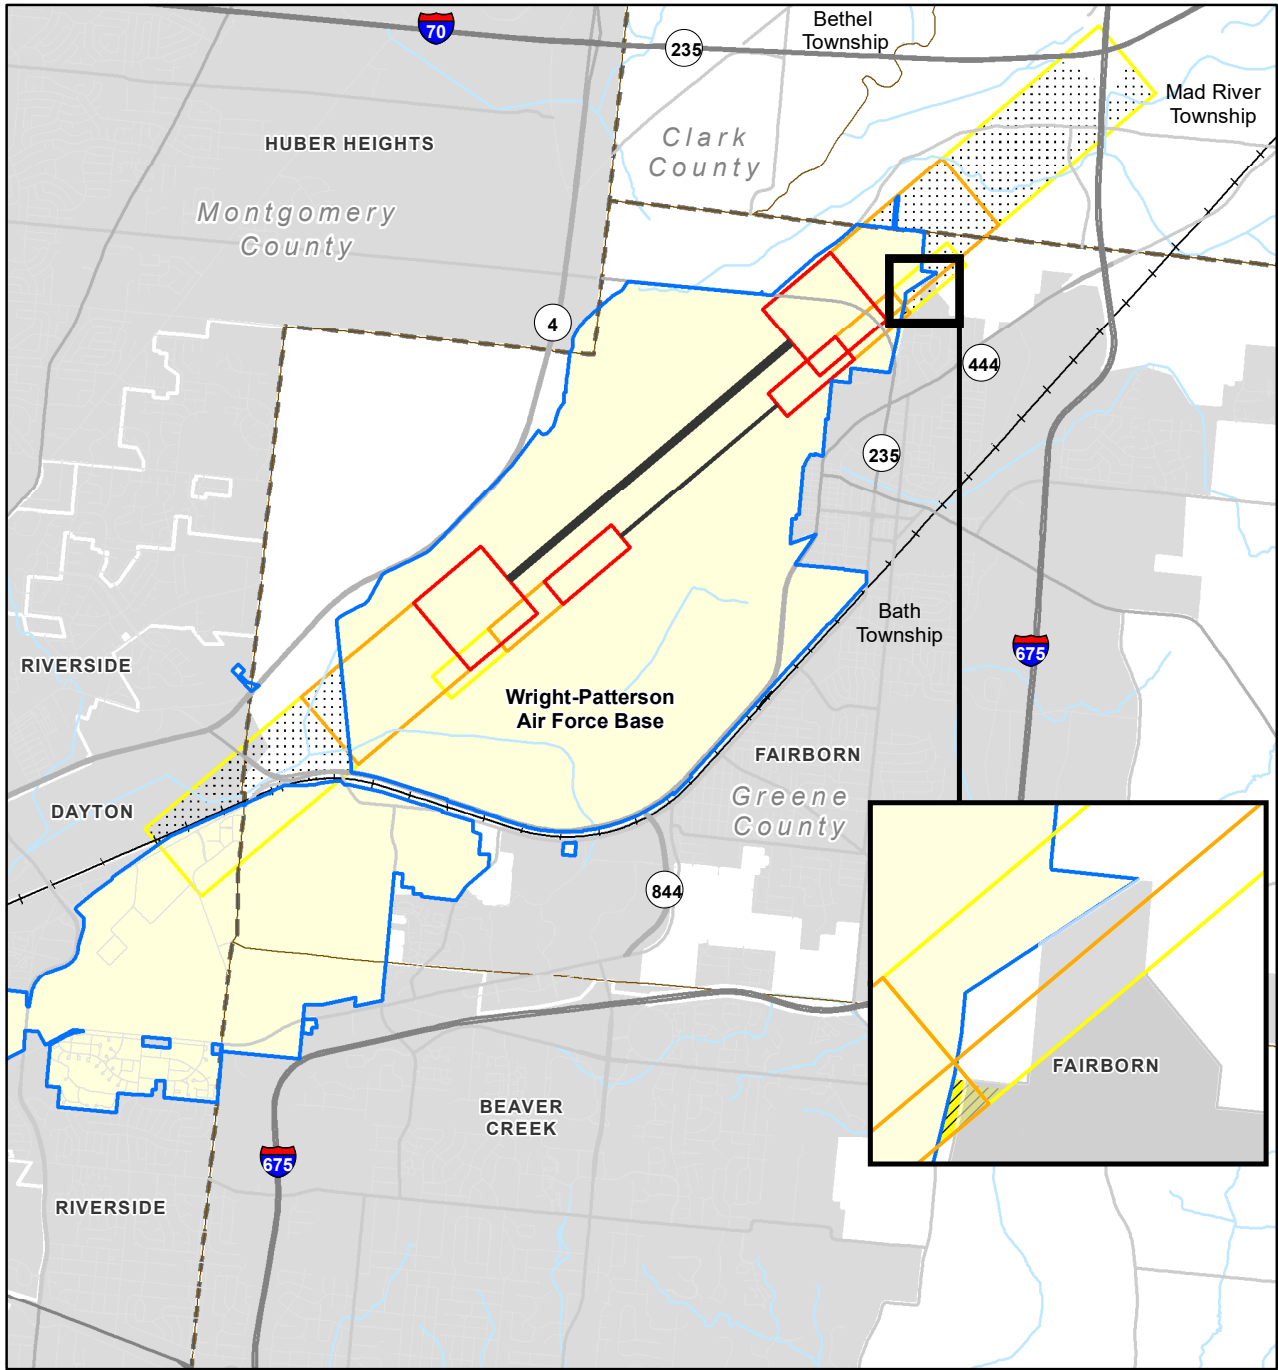 70
235
Bethel
Township
Mad River
Township
HUBER HEIGHTS
Clark
County
Montgomery
County
4
444
235
Bath
Township
675
RIVERSIDE
Wright-Patterson
Air Force Base
FAIRBORN
DAYTON
Greene
County
844
FAIRBORN
BEAVER
CREEK
675
RIVERSIDE